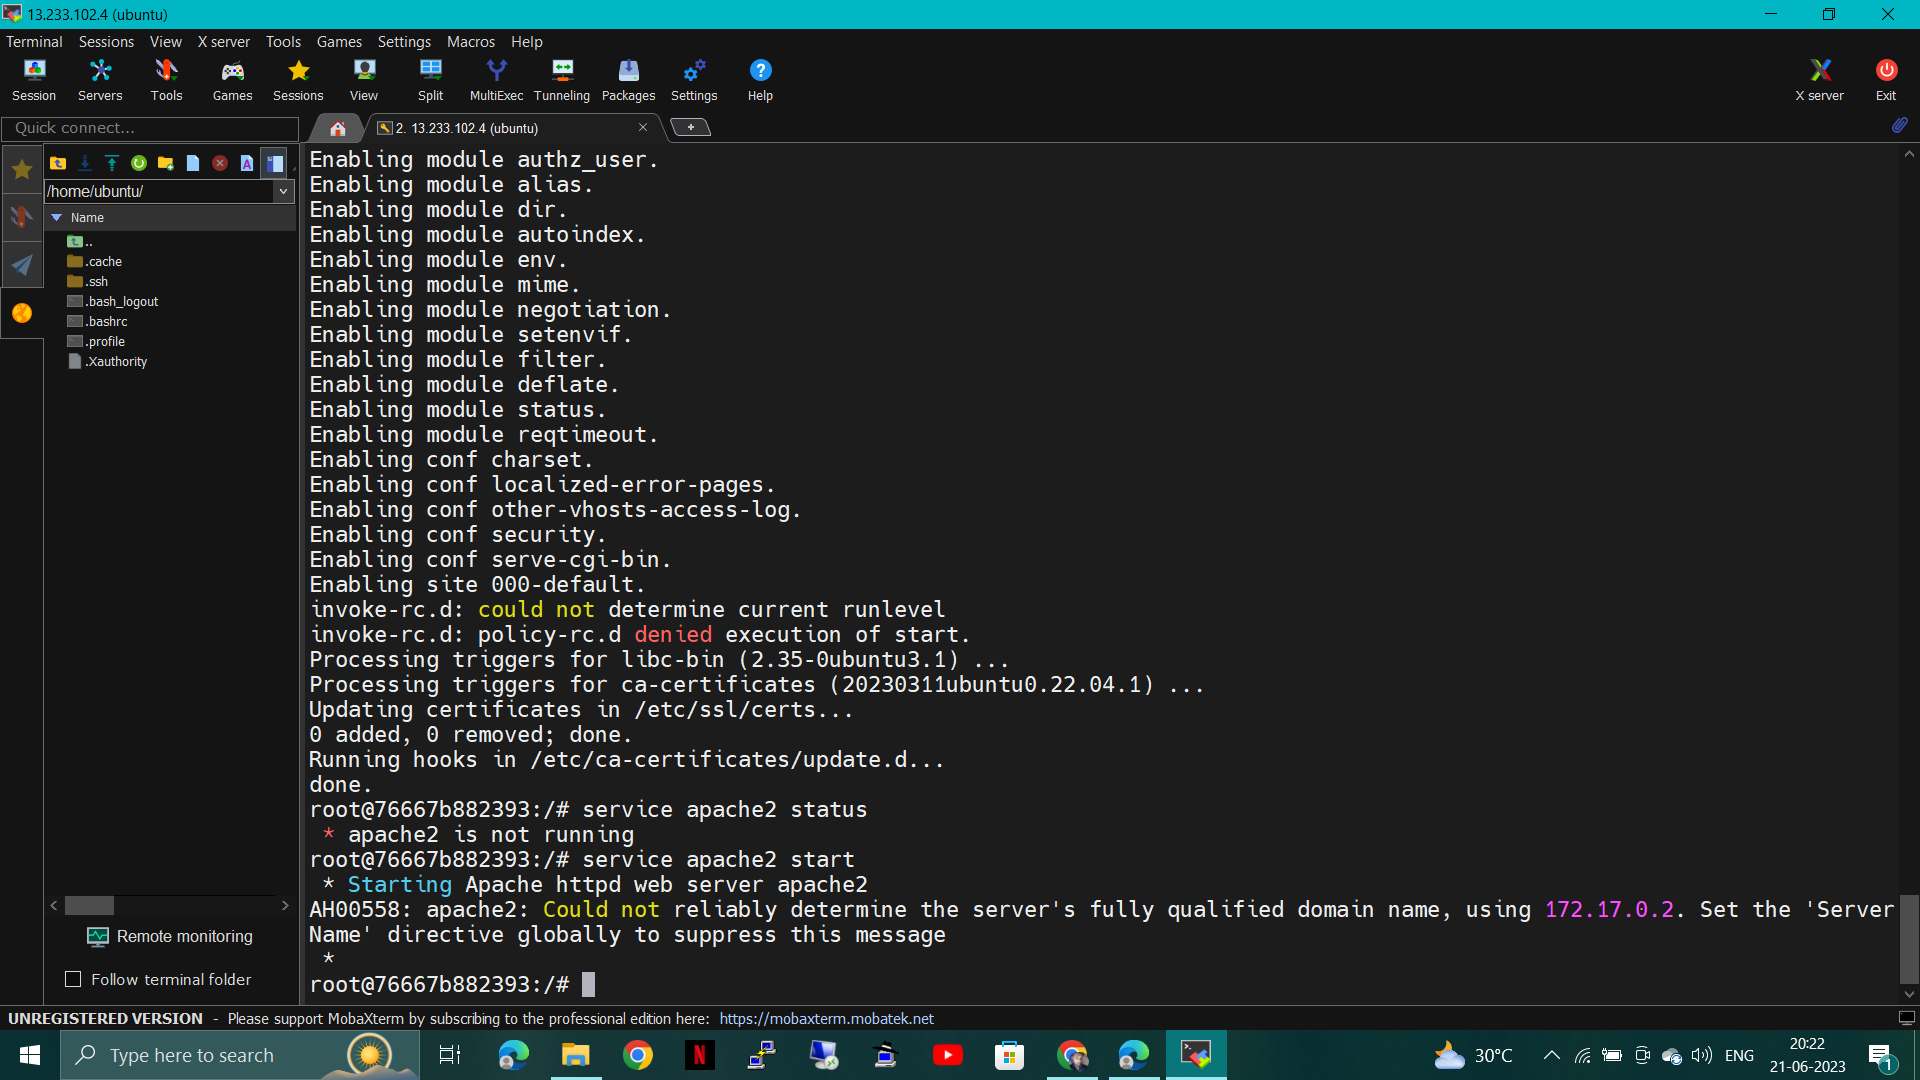 13.233.102.4 (ubuntu)
Terminal Sessions View X server Tools Games Settings Macros Help
Session Servers Tools Games Sessions View Split MultiExec Tunneling Packages Settings Help X server Exit
Quick connect...
2. 13.233.102.4 (ubuntu)
/home/ubuntu/
Name
..
.cache
.ssh
.bash_logout
.bashrc
.profile
.Xauthority
Remote monitoring
Follow terminal folder
Enabling module authz_user.
Enabling module alias.
Enabling module dir.
Enabling module autoindex.
Enabling module env.
Enabling module mime.
Enabling module negotiation.
Enabling module setenvif.
Enabling module filter.
Enabling module deflate.
Enabling module status.
Enabling module reqtimeout.
Enabling conf charset.
Enabling conf localized-error-pages.
Enabling conf other-vhosts-access-log.
Enabling conf security.
Enabling conf serve-cgi-bin.
Enabling site 000-default.
invoke-rc.d: could not determine current runlevel
invoke-rc.d: policy-rc.d denied execution of start.
Processing triggers for libc-bin (2.35-0ubuntu3.1) ...
Processing triggers for ca-certificates (20230311ubuntu0.22.04.1) ...
Updating certificates in /etc/ssl/certs...
0 added, 0 removed; done.
Running hooks in /etc/ca-certificates/update.d...
done.
root@76667b882393:/# service apache2 status
* apache2 is not running
root@76667b882393:/# service apache2 start
* Starting Apache httpd web server apache2
AH00558: apache2: Could not reliably determine the server's fully qualified domain name, using 172.17.0.2. Set the 'Server
Name' directive globally to suppress this message
*
root@76667b882393:/#
UNREGISTERED VERSION - Please support MobaXterm by subscribing to the professional edition here: https://mobaxterm.mobatek.net
Type here to search
30°C
ENG
20:22
21-06-2023
1